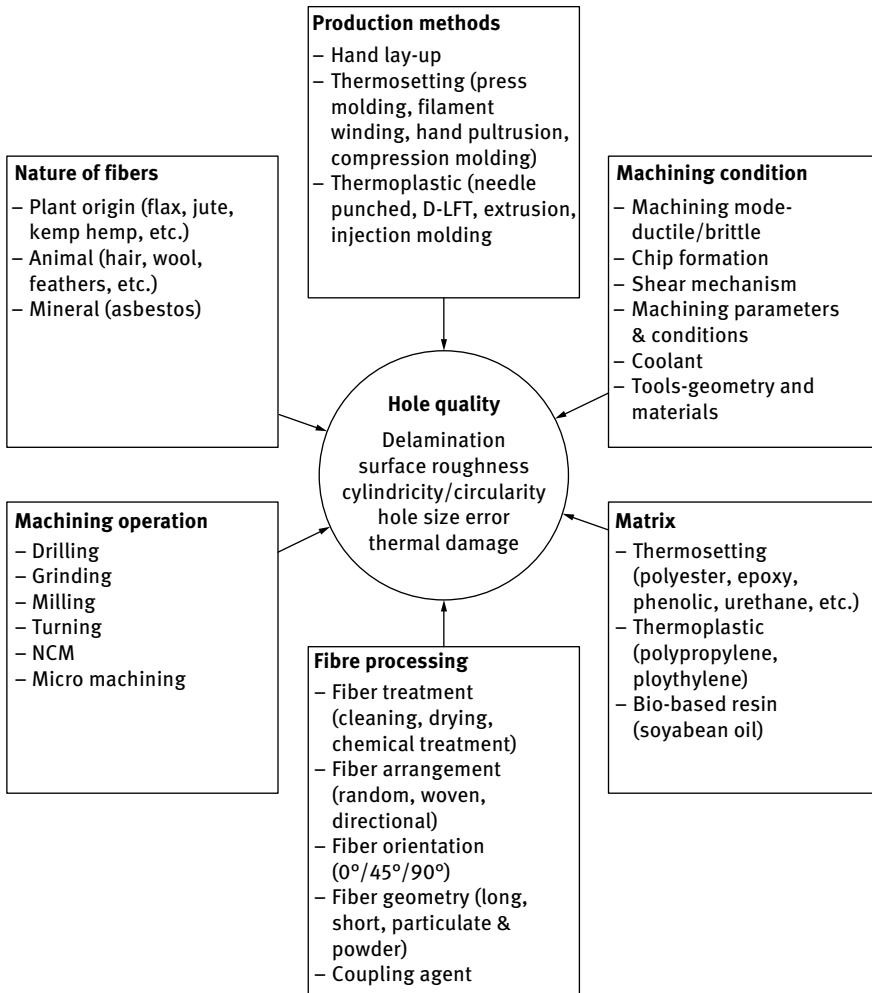 Production methods
– Hand lay-up
– Thermosetting (press
molding, filament
winding, hand pultrusion,
compression molding)
– Thermoplastic (needle
punched, D-LFT, extrusion,
injection molding
Nature of fibers
– Plant origin (flax, jute,
kemp hemp, etc.)
– Animal (hair, wool,
feathers, etc.)
– Mineral (asbestos)
Machining condition
– Machining mode-
ductile/brittle
– Chip formation
– Shear mechanism
– Machining parameters
& conditions
– Coolant
– Tools-geometry and
materials
Hole quality
Delamination
surface roughness
cylindricity/circularity
hole size error
thermal damage
Machining operation
– Drilling
– Grinding
– Milling
– Turning
– NCM
– Micro machining
Matrix
– Thermosetting
(polyester, epoxy,
phenolic, urethane, etc.)
– Thermoplastic
(polypropylene,
ploythylene)
– Bio-based resin
(soyabean oil)
Fibre processing
– Fiber treatment
(cleaning, drying,
chemical treatment)
– Fiber arrangement
(random, woven,
directional)
– Fiber orientation
(0°/45°/90°)
– Fiber geometry (long,
short, particulate &
powder)
– Coupling agent